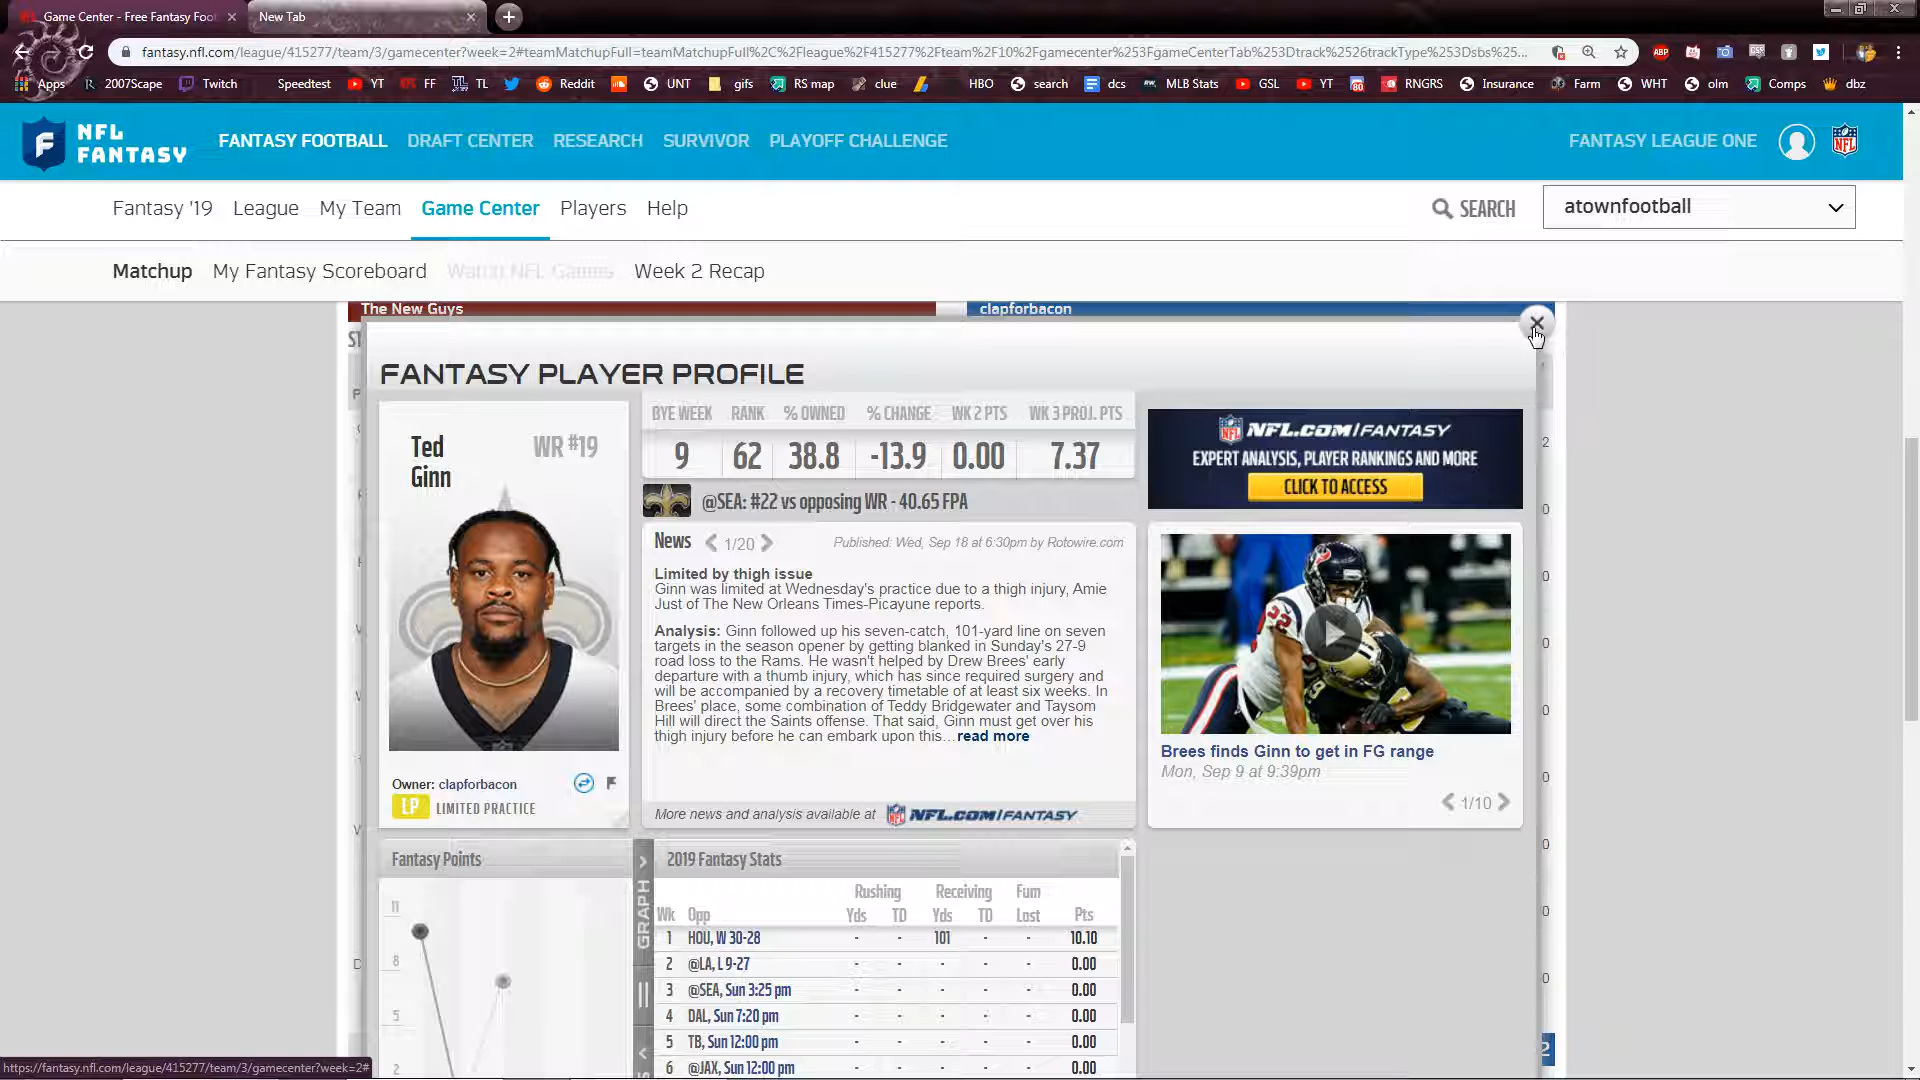 Game Center - Free Fantasy Foot
New Tab
fantasy.nfl.com/league/415277/team/3/gamecenter?week=2#teamMatchupFull=teamMatchupFull%2C%2Fleague%2F415277%2Fteam%2F10%2Fgamecenter%253FgameCenterTab%253Dtrack%2526trackType%253Dsbs%25...
Apps 2007Scape Twitch Speedtest YT FF TL Reddit UNT gifs RS map clue HBO search dcs MLB Stats GSL YT RNGRS Insurance Farm WHT olm Comps dbz
NFL FANTASY
FANTASY FOOTBALL DRAFT CENTER RESEARCH SURVIVOR PLAYOFF CHALLENGE
FANTASY LEAGUE ONE
Fantasy '19 League My Team Game Center Players Help
SEARCH
atownfootball
Matchup My Fantasy Scoreboard Watch NFL Games Week 2 Recap
The New Guys
clapforbacon
FANTASY PLAYER PROFILE
Ted Ginn
WR #19
BYE WEEK RANK % OWNED % CHANGE WK 2 PTS WK 3 PROJ. PTS
9 62 38.8 -13.9 0.00 7.37
@SEA: #22 vs opposing WR - 40.65 FPA
NFL.COM/FANTASY
EXPERT ANALYSIS, PLAYER RANKINGS AND MORE
CLICK TO ACCESS
News 1/20 Published: Wed, Sep 18 at 6:30pm by Rotowire.com
Limited by thigh issue
Ginn was limited at Wednesday's practice due to a thigh injury, Amie
Just of The New Orleans Times-Picayune reports.
Analysis: Ginn followed up his seven-catch, 101-yard line on seven
targets in the season opener by getting blanked in Sunday's 27-9
road loss to the Rams. He wasn't helped by Drew Brees' early
departure with a thumb injury, which has since required surgery and
will be accompanied by a recovery timetable of at least six weeks. In
Brees' place, some combination of Teddy Bridgewater and Taysom
Hill will direct the Saints offense. That said, Ginn must get over his
thigh injury before he can embark upon this... read more
More news and analysis available at NFL.COM/FANTASY
Brees finds Ginn to get in FG range
Mon, Sep 9 at 9:39pm
1/10
Owner: clapforbacon
LP LIMITED PRACTICE
Fantasy Points
11
8
5
2
GRAPH
2019 Fantasy Stats
Rushing Receiving Fum
Wk Opp Yds TD Yds TD Lost Pts
1 HOU, W 30-28 - - 101 - - 10.10
2 @LA, L 9-27 - - - - - 0.00
3 @SEA, Sun 3:25 pm - - - - - 0.00
4 DAL, Sun 7:20 pm - - - - - 0.00
5 TB, Sun 12:00 pm - - - - - 0.00
6 @JAX, Sun 12:00 pm - - - - - 0.00
https://fantasy.nfl.com/league/415277/team/3/gamecenter?week=2#